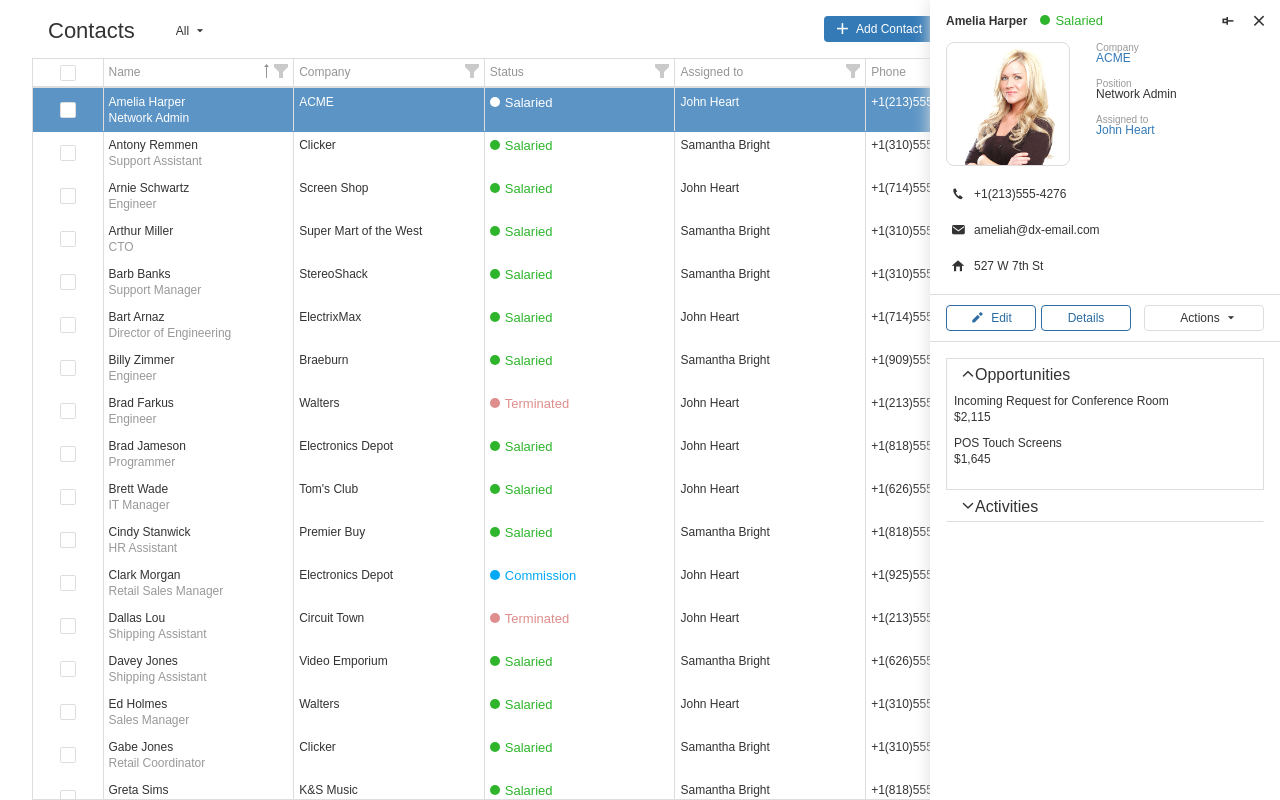 Contacts
All
Add Contact
Name
Company
Status
Assigned to
Phone
Amelia Harper
Network Admin
ACME
Salaried
John Heart
+1(213)555
Antony Remmen
Support Assistant
Clicker
Salaried
Samantha Bright
+1(310)555
Arnie Schwartz
Engineer
Screen Shop
Salaried
John Heart
+1(714)555
Arthur Miller
CTO
Super Mart of the West
Salaried
Samantha Bright
+1(310)555
Barb Banks
Support Manager
StereoShack
Salaried
Samantha Bright
+1(310)555
Bart Arnaz
Director of Engineering
ElectrixMax
Salaried
John Heart
+1(714)555
Billy Zimmer
Engineer
Braeburn
Salaried
Samantha Bright
+1(909)555
Brad Farkus
Engineer
Walters
Terminated
John Heart
+1(213)555
Brad Jameson
Programmer
Electronics Depot
Salaried
John Heart
+1(818)555
Brett Wade
IT Manager
Tom's Club
Salaried
John Heart
+1(626)555
Cindy Stanwick
HR Assistant
Premier Buy
Salaried
Samantha Bright
+1(818)555
Clark Morgan
Retail Sales Manager
Electronics Depot
Commission
John Heart
+1(925)555
Dallas Lou
Shipping Assistant
Circuit Town
Terminated
John Heart
+1(213)555
Davey Jones
Shipping Assistant
Video Emporium
Salaried
Samantha Bright
+1(626)555
Ed Holmes
Sales Manager
Walters
Salaried
John Heart
+1(310)555
Gabe Jones
Retail Coordinator
Clicker
Salaried
Samantha Bright
+1(310)555
Greta Sims
K&S Music
Salaried
Samantha Bright
+1(818)555
Amelia Harper
Salaried
Company
ACME
Position
Network Admin
Assigned to
John Heart
+1(213)555-4276
ameliah@dx-email.com
527 W 7th St
Edit
Details
Actions
Opportunities
Incoming Request for Conference Room
$2,115
POS Touch Screens
$1,645
Activities